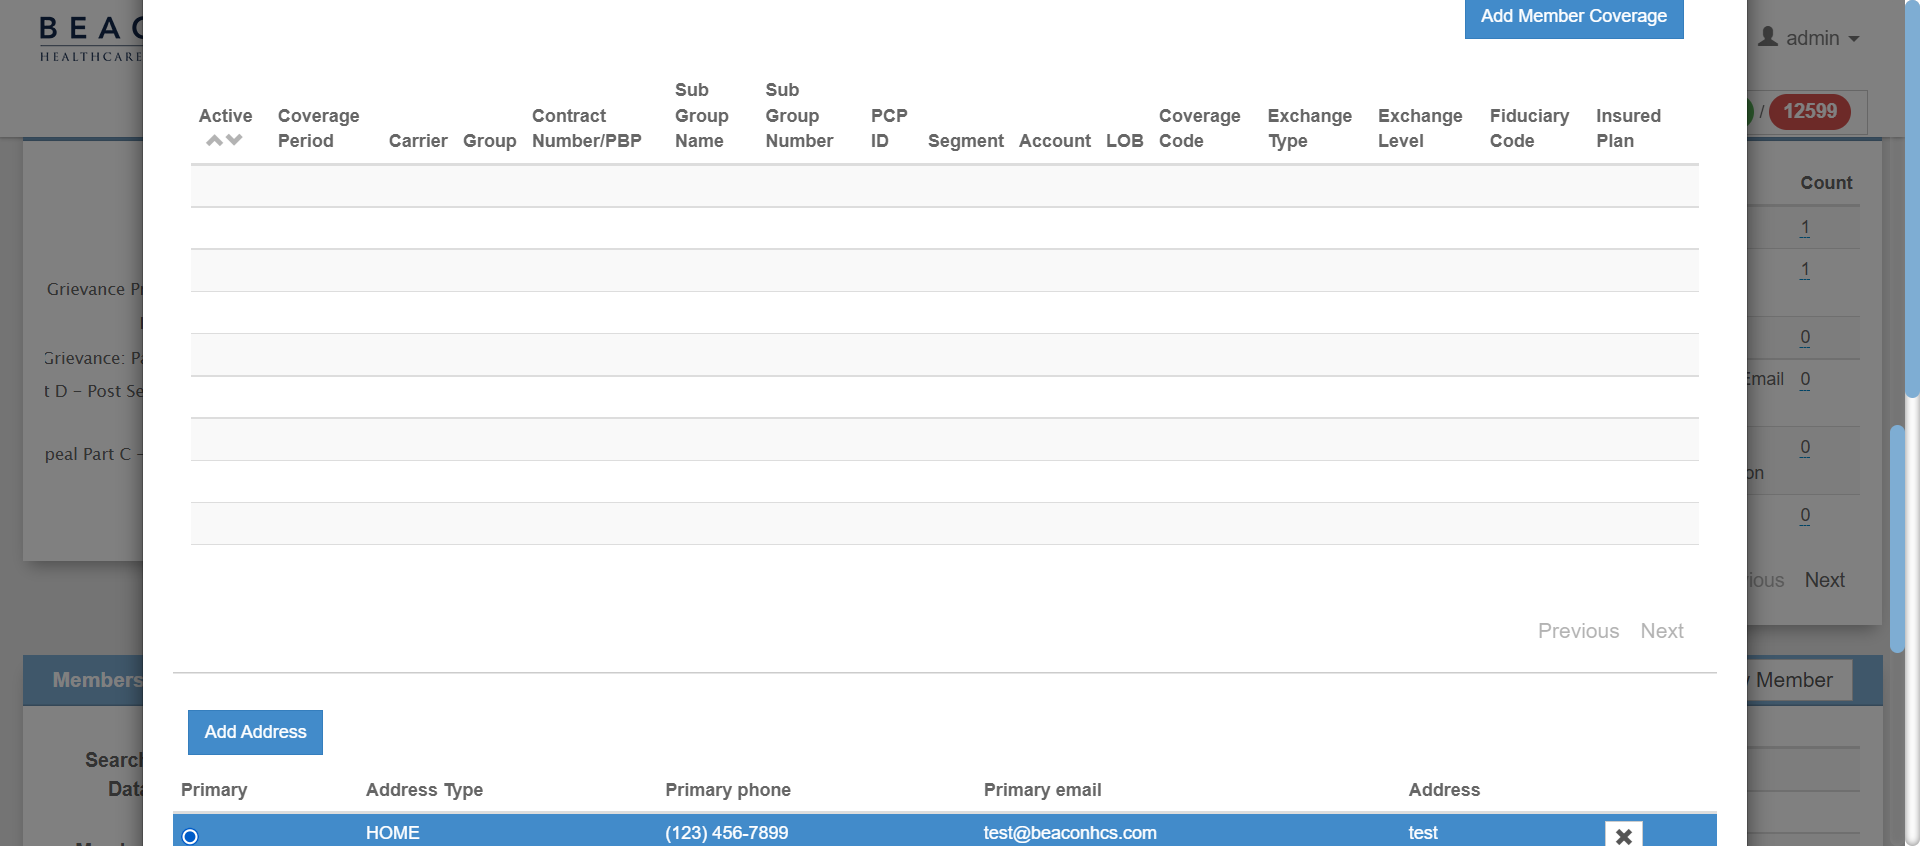 BEAC
HEALTHCARE
Add Member Coverage
admin
/ 12599
Active
Coverage Period
Carrier
Group
Contract Number/PBP
Sub Group Name
Sub Group Number
PCP ID
Segment
Account
LOB
Coverage Code
Exchange Type
Exchange Level
Fiduciary Code
Insured Plan
Count
1
1
0
Email 0
0
on
0
Grievance P
Grievance: Pa
t D - Post Se
peal Part C -
ious Next
Previous Next
Members
Member
Add Address
Search
Data
Primary Address Type Primary phone Primary email Address
HOME (123) 456-7899 test@beaconhcs.com test